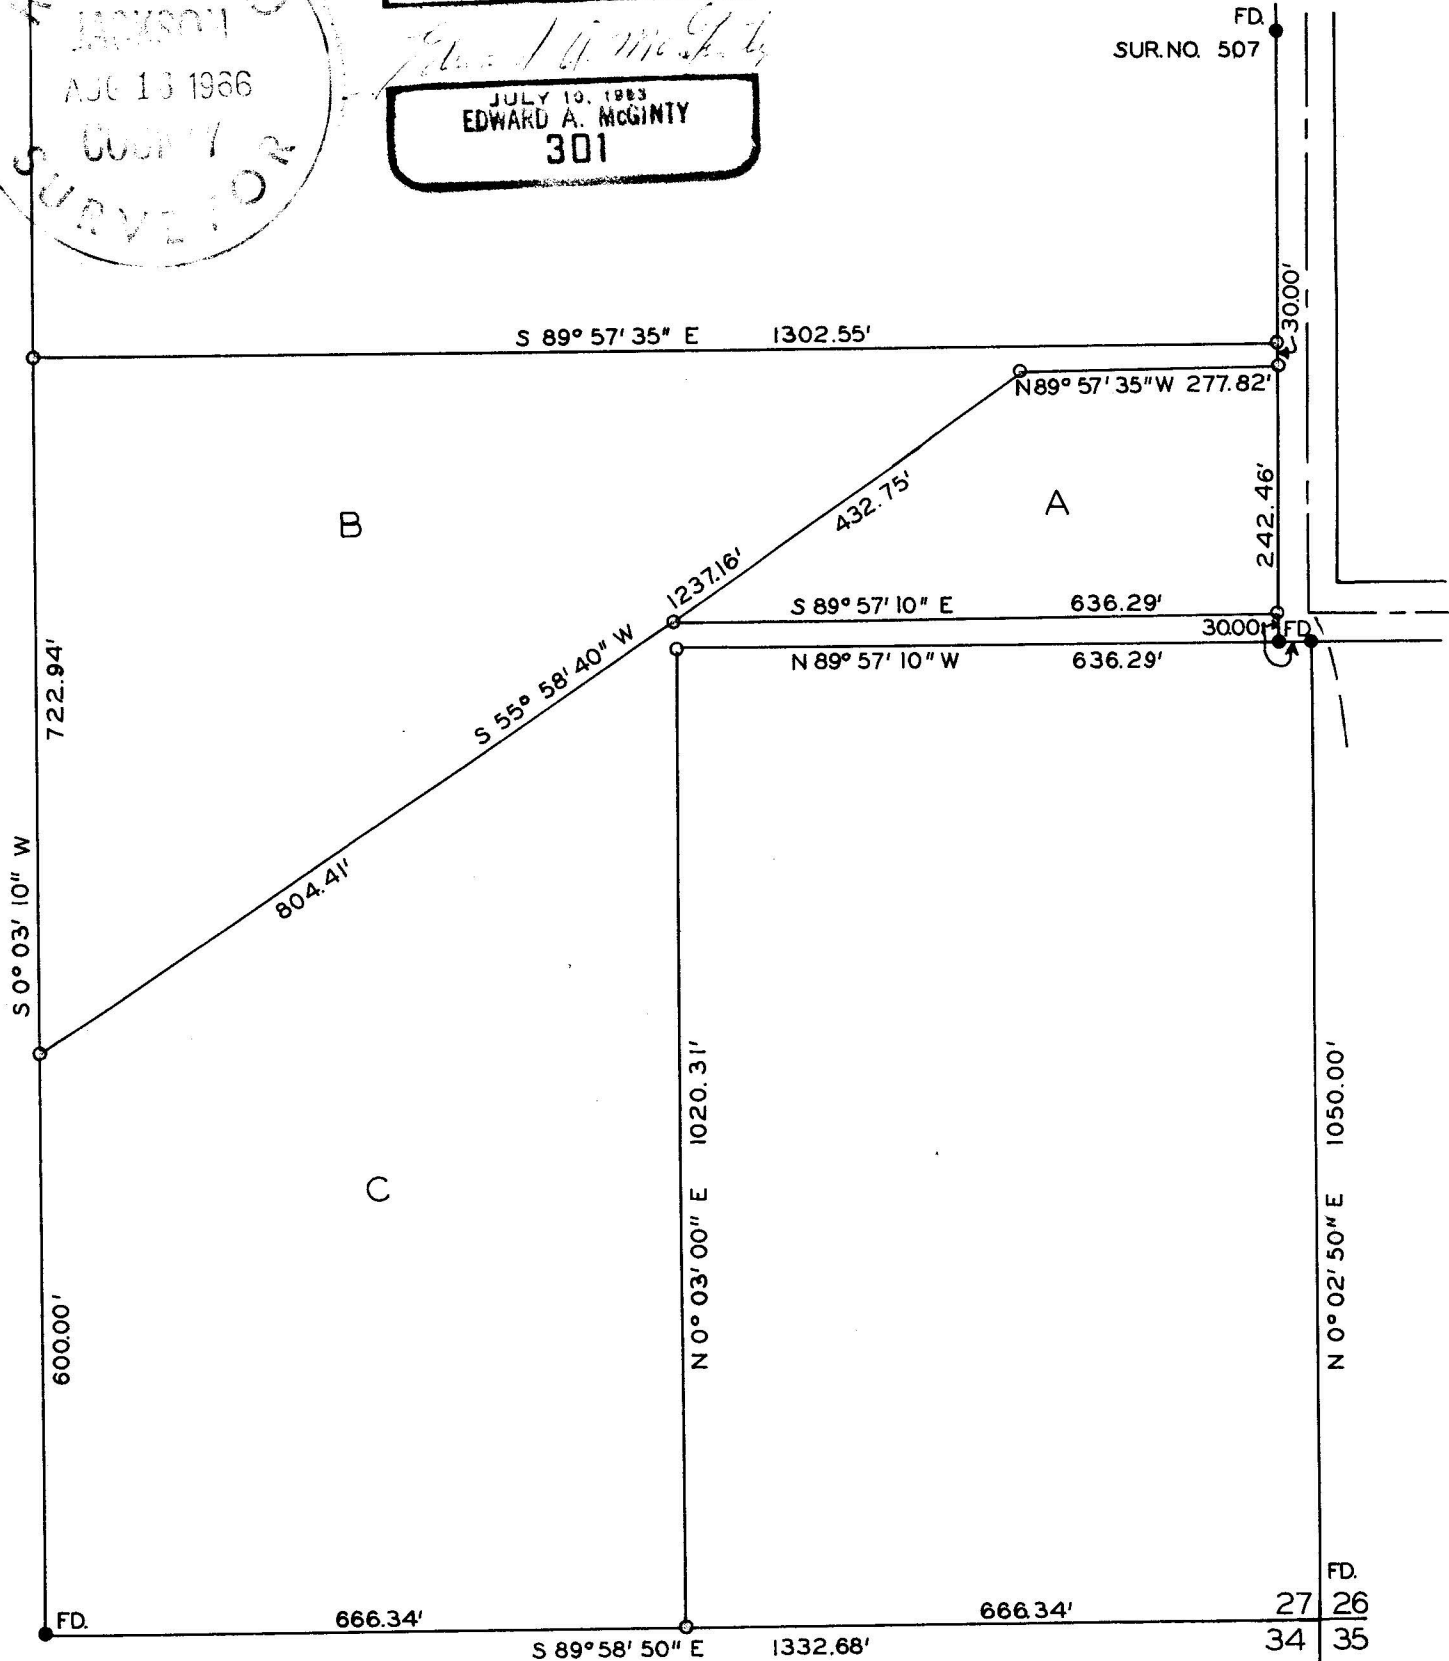 JACKSON
AUG 1 1966
COUNTY
SURVEYOR
JULY 10, 1963
EDWARD A. McGINTY
301
FD.
SUR. NO. 507
30.00'
S 89° 57' 35" E 1302.55'
N 89° 57' 35" W 277.82'
432.75'
A
242.46'
B
1237.16'
S 89° 57' 10" E 636.29'
30.00' FD.
S 55° 58' 40" W
N 89° 57' 10" W 636.29'
722.94'
804.41'
S 0° 03' 10" W
N 0° 03' 00" E 1020.31'
N 0° 02' 50" E 1050.00'
C
600.00'
FD.
FD.
666.34'
666.34'
27 26
S 89° 58' 50" E 1332.68'
34 35